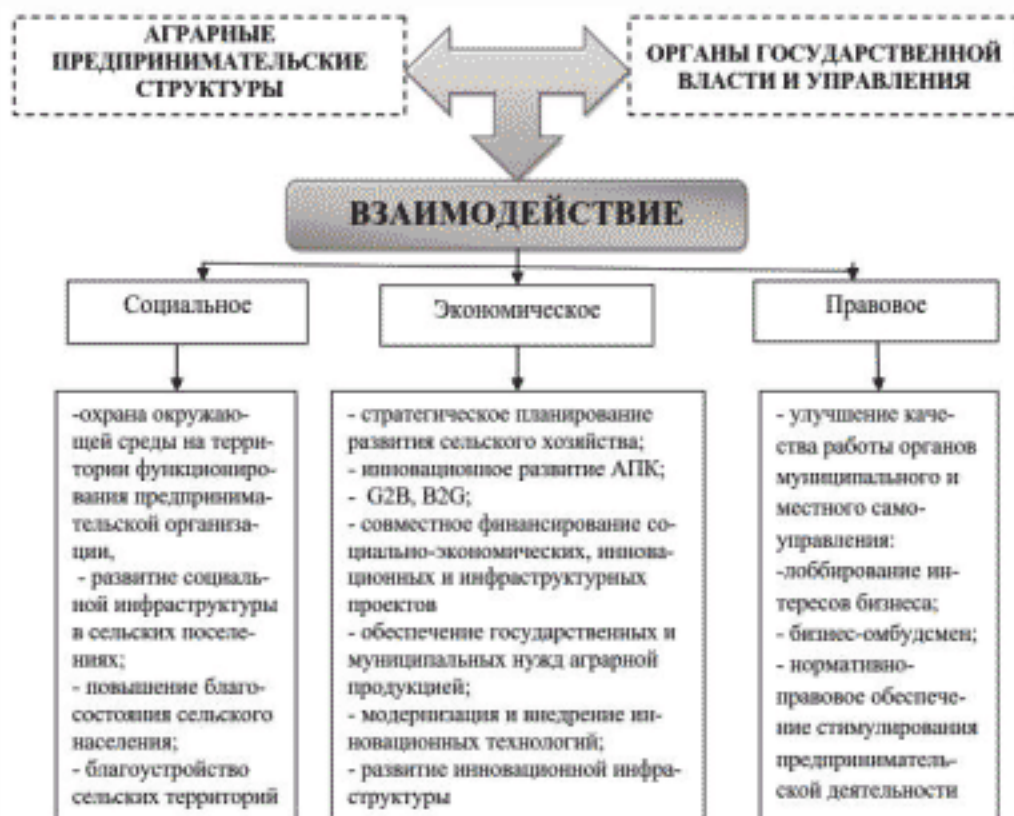 АГРАРНЫЕ
ПРЕДПРИНИМАТЕЛЬСКИЕ
СТРУКТУРЫ
ОРГАНЫ ГОСУДАРСТВЕННОЙ
ВЛАСТИ И УПРАВЛЕНИЯ
ВЗАИМОДЕЙСТВИЕ
Социальное
Экономическое
Правовое
-охрана окружаю-
щей среды на терри-
тории функциониро-
вания предпринима-
тельской организа-
ции,
- развитие социаль-
ной инфраструктуры
в сельских поселе-
ниях;
- повышение благо-
состояния сельского
населения;
- благоустройство
сельских территорий
- стратегическое планирование
развития сельского хозяйства;
- инновационное развитие АПК;
- G2B, B2G;
- совместное финансирование со-
циально-экономических, иннова-
ционных и инфраструктурных
проектов
- обеспечение государственных и
муниципальных нужд аграрной
продукцией;
- модернизация и внедрение ин-
новационных технологий;
- развитие инновационной инфра-
структуры
- улучшение каче-
ства работы органов
муниципального и
местного само-
управления:
-лоббирование ин-
тересов бизнеса;
- бизнес-омбудсмен;
- нормативно-
правовое обеспече-
ние стимулирования
предприниматель-
ской деятельности